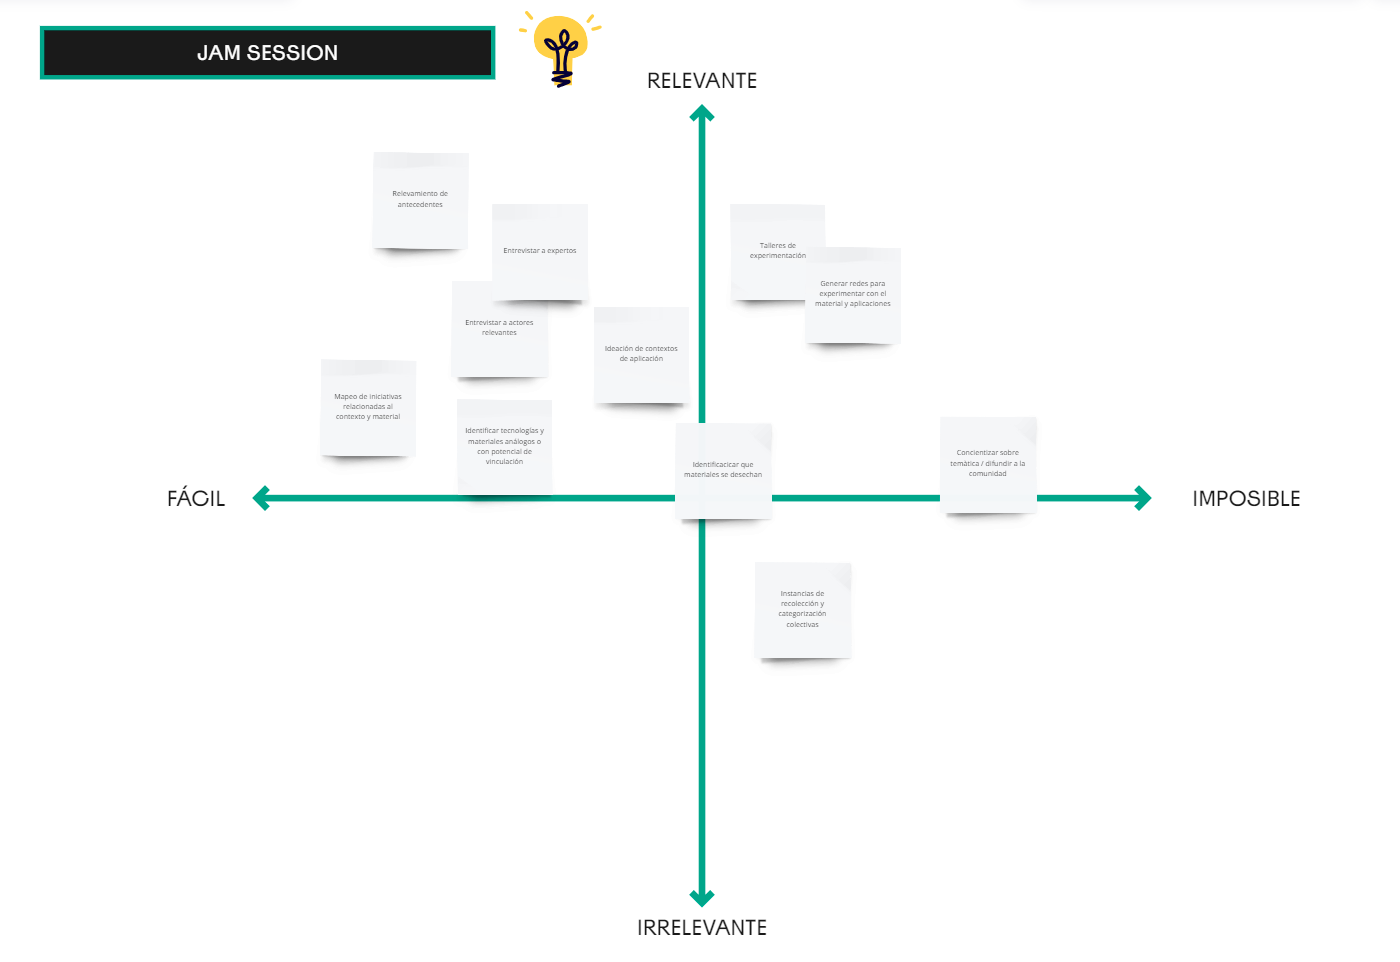 JAM SESSION
RELEVANTE
Relevamiento de
antecedentes
Entrevistar a expertos
Talleres de
experimentación
Generar redes para
experimentar con el
material y aplicaciones
Entrevistar a actores
relevantes
Ideación de contextos
de aplicación
Mapeo de iniciativas
relacionadas al
contexto y material
Identificar tecnologías y
materiales análogos o
con potencial de
vinculación
Identificacicar que
materiales se desechan
Concientizar sobre
temática / difundir a la
comunidad
FÁCIL
IMPOSIBLE
Instancias de
recolección y
categorización
colectivas
IRRELEVANTE